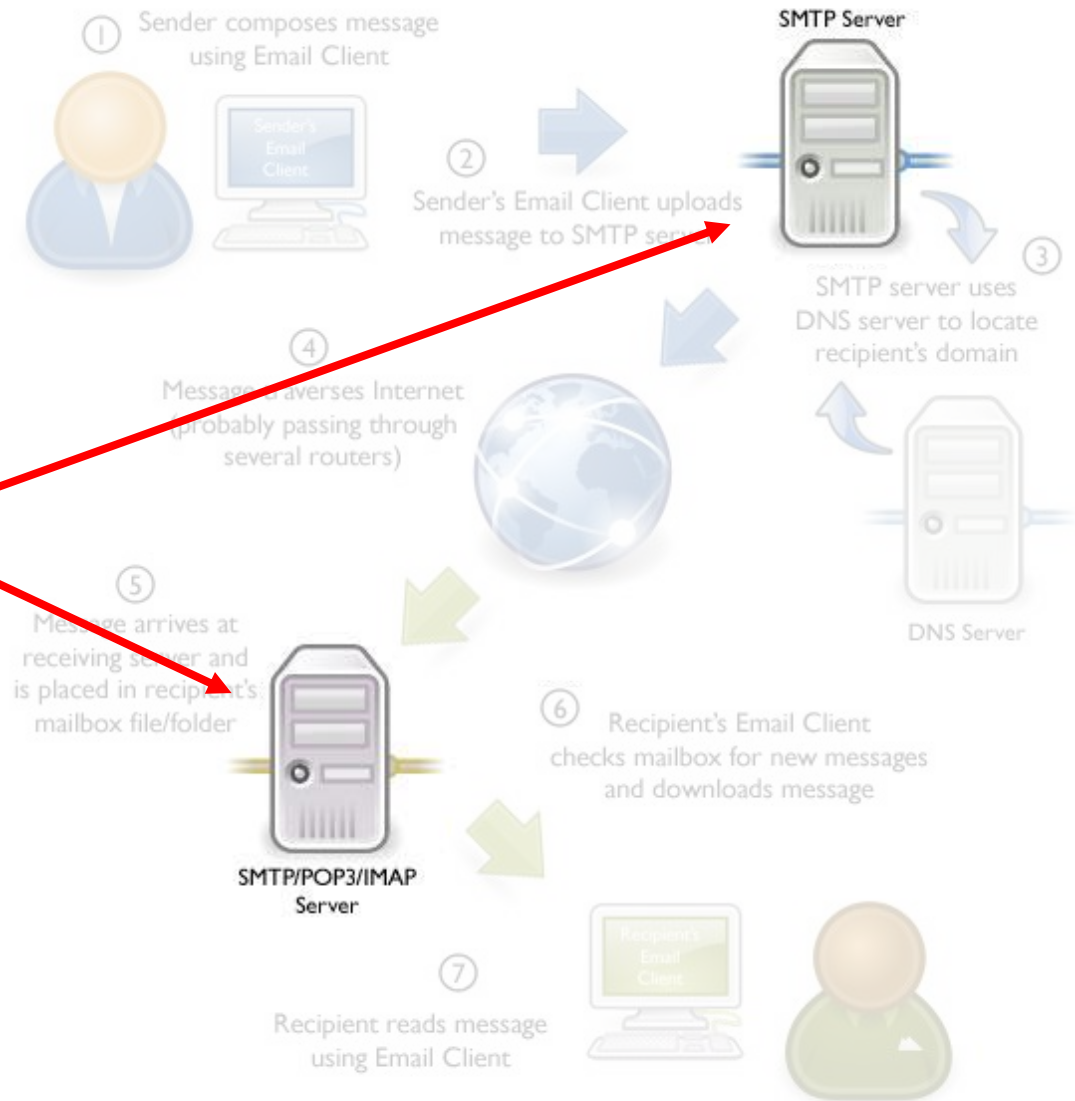 ① Sender composes message
using Email Client
SMTP Server
Sender's
Email
Client
②
Sender's Email Client uploads
message to SMTP server
③
SMTP server uses
DNS server to locate
recipient's domain
④
Message traverses Internet
(probably passing through
several routers)
DNS Server
⑤
Message arrives at
receiving server and
is placed in recipient's
mailbox file/folder
SMTP/POP3/IMAP
Server
⑥ Recipient's Email Client
checks mailbox for new messages
and downloads message
Recipient's
Email
Client
⑦
Recipient reads message
using Email Client